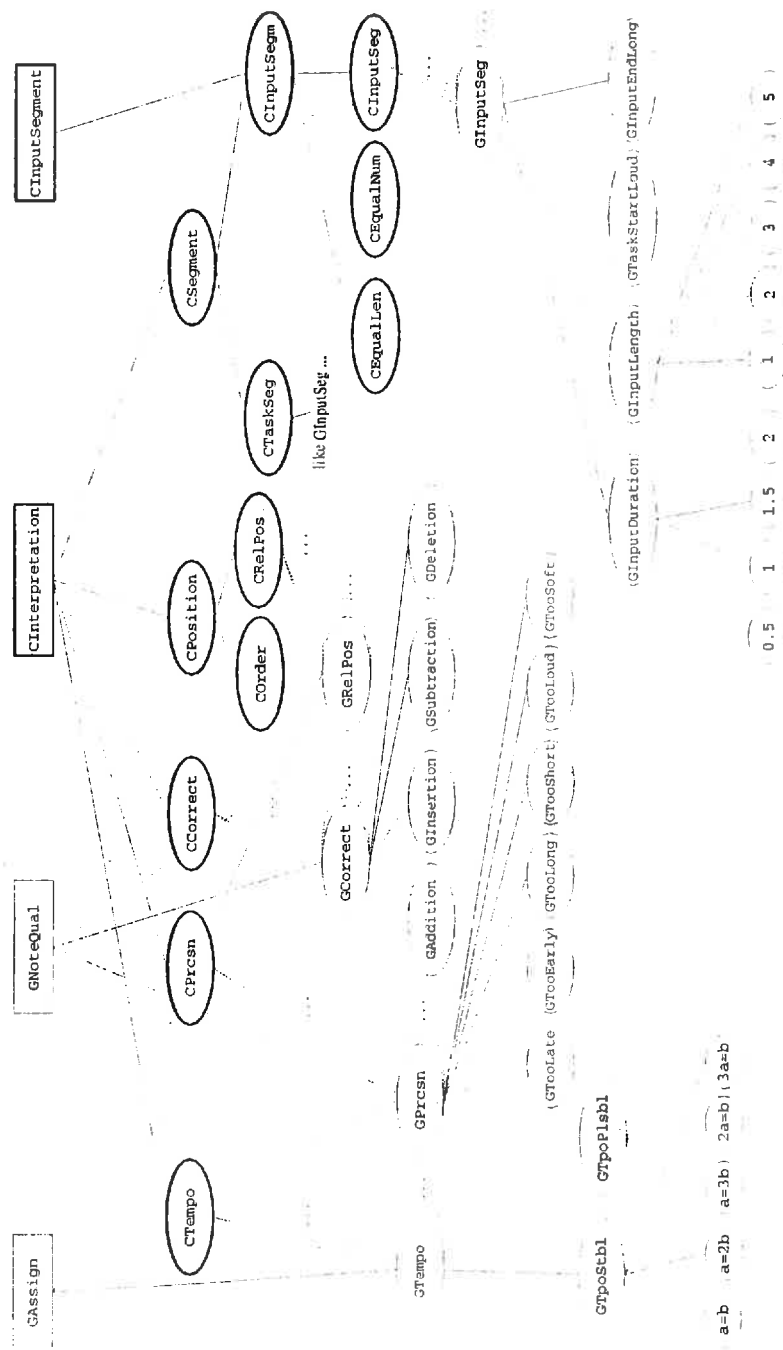 GAssign GNoteQual CInterpretation CInputSegment
CTempo CPrcsn CCorrect CPosition CSegment
COrder CRelPos CTaskSeg CInputSegm
like GInputSeg ...
GCorrect ... GRelPos ... ... CEqualLen CEqualNum CInputSeg
GTempo ... GPrcsn ... GAddition GInsertion GSubtraction GDeletion ...
GInputSeg ...
GTooLate GTooEarly GTooLong GTooShort GTooLoud GTooSoft
GTpoStbl GTpoPlsbl GInputDuration GInputLength GTaskStartLoud GInputEndLong
a=b a=2b a=3b 2a=b 3a=b
0.5 1 1.5 2 1 2 3 4 5